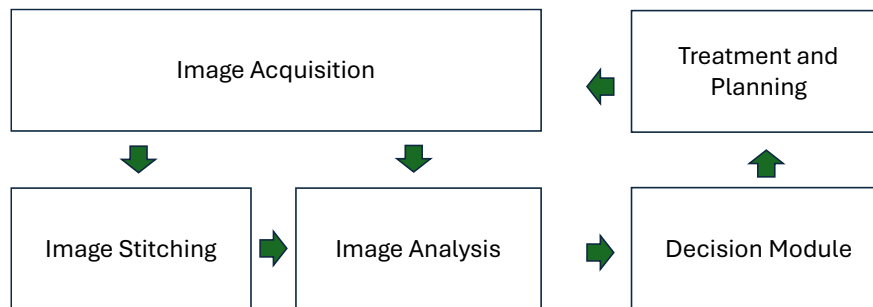 Image Acquisition
Treatment and
Planning
Image Stitching
Image Analysis
Decision Module